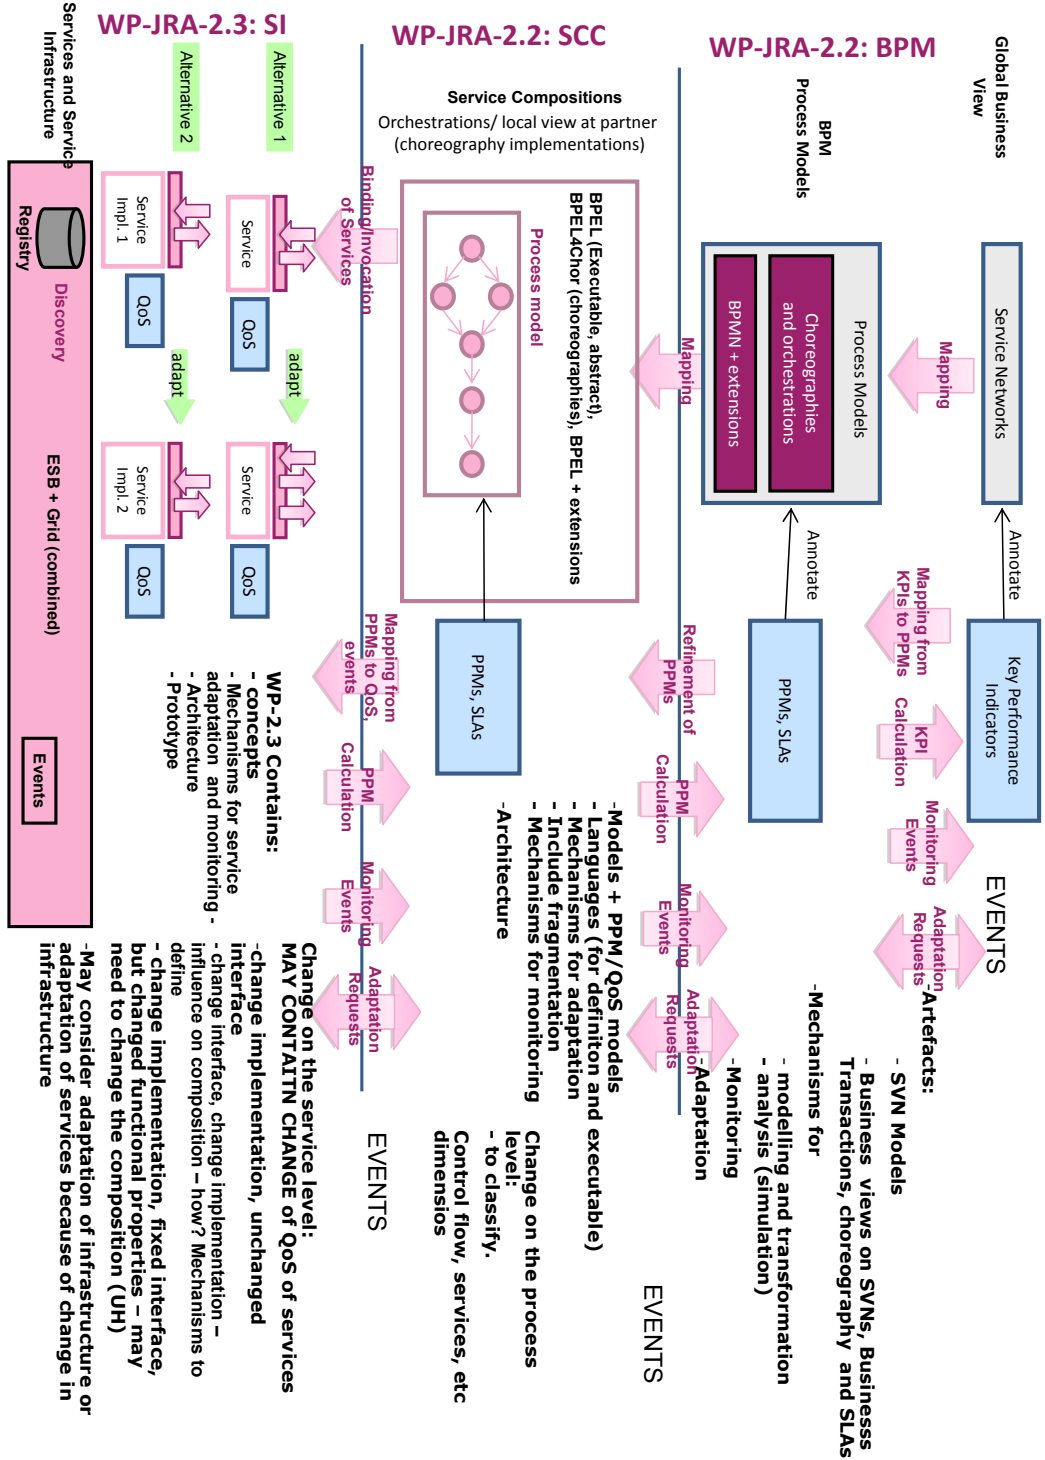 WP-JRA-2.2: BPM
Global Business
View
Service Networks
Annotate
Key Performance
Indicators
Mapping
Mapping from
KPIs to PPMs
KPI
Calculation
Monitoring
Events
Adaptation
Requests
EVENTS
BPM
Process Models
Process Models
Choreographies
and orchestrations
BPMN + extensions
Annotate
PPMs, SLAs
-Artefacts:
- SVN Models
- Business  views on SVNs, Businesss
Transactions, choreography  and SLAs
-Mechanisms for
- modelling and transformation
- analysis (simulation)
-Monitoring
-Adaptation
Mapping
Refinement of
PPMs
PPM
Calculation
Monitoring
Events
Adaptation
Requests
EVENTS
WP-JRA-2.2: SCC
Service Compositions
Orchestrations/ local view at partner
(choreography implementations)
BPEL (Executable, abstract),
BPEL4Chor (choreographies), BPEL + extensions
Process model
PPMs, SLAs
-Models + PPM/QoS models
- Languages (for definiton and executable)
- Mechanisms for adaptation
- Include fragmentation
- Mechanisms for monitoring
-Architecture
Change on the process
level:
- to classify.
Control flow, services, etc
dimensios
Binding/Invocation
of Services
Mapping from
PPMs to QoS,
events
PPM
Calculation
Monitoring
Events
Adaptation
Requests
EVENTS
WP-JRA-2.3: SI
Alternative 1
Service
QoS
adapt
Service
QoS
Alternative 2
Service
Impl. 1
QoS
adapt
Service
Impl. 2
QoS
WP-2.3 Contains:
- concepts
- Mechanisms for service
adaptation  and monitoring -
- Architecture
- Prototype
Change on the service level:
MAY CONTAITN CHANGE of QoS of services
-change implementation, unchanged
interface
- change interface, change implementation –
influence on composition – how? Mechanisms to
define
- change implementation, fixed interface,
but changed functional properties – may
need to change the composition (UH)
-May consider adaptation of infrastructure or
adaptation of services because of change in
infrastructure
Services and Service
Infrastructure
Registry
Discovery
ESB + Grid (combined)
Events